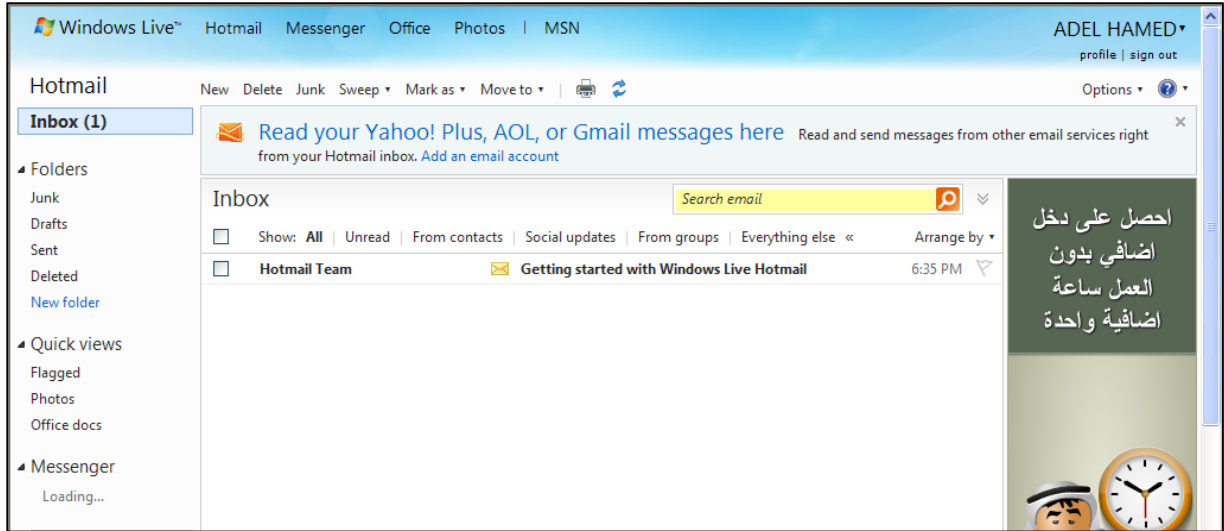 Windows Live™ Hotmail Messenger Office Photos | MSN
ADEL HAMED
profile | sign out
Hotmail
New Delete Junk Sweep Mark as Move to |
Options
Inbox (1)
Read your Yahoo! Plus, AOL, or Gmail messages here Read and send messages from other email services right
from your Hotmail inbox. Add an email account
Folders
Junk
Drafts
Sent
Deleted
New folder
Quick views
Flagged
Photos
Office docs
Messenger
Loading...
Inbox
Search email
Show: All | Unread | From contacts | Social updates | From groups | Everything else «
Arrange by
Hotmail Team Getting started with Windows Live Hotmail 6:35 PM
احصل على دخل
اضافي بدون
العمل ساعة
اضافية واحدة